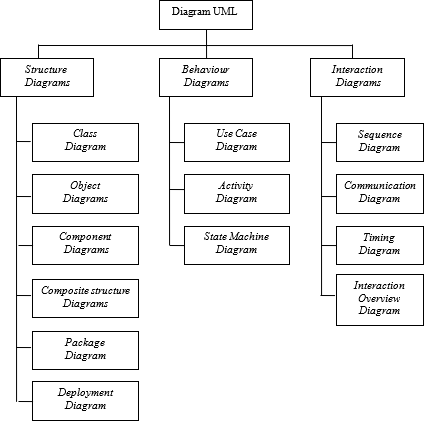 Diagram UML
Structure
Diagrams
Behaviour
Diagrams
Interaction
Diagrams
Class
Diagram
Object
Diagrams
Component
Diagrams
Composite structure
Diagrams
Package
Diagram
Deployment
Diagram
Use Case
Diagram
Activity
Diagram
State Machine
Diagram
Sequence
Diagram
Communication
Diagram
Timing
Diagram
Interaction
Overview
Diagram